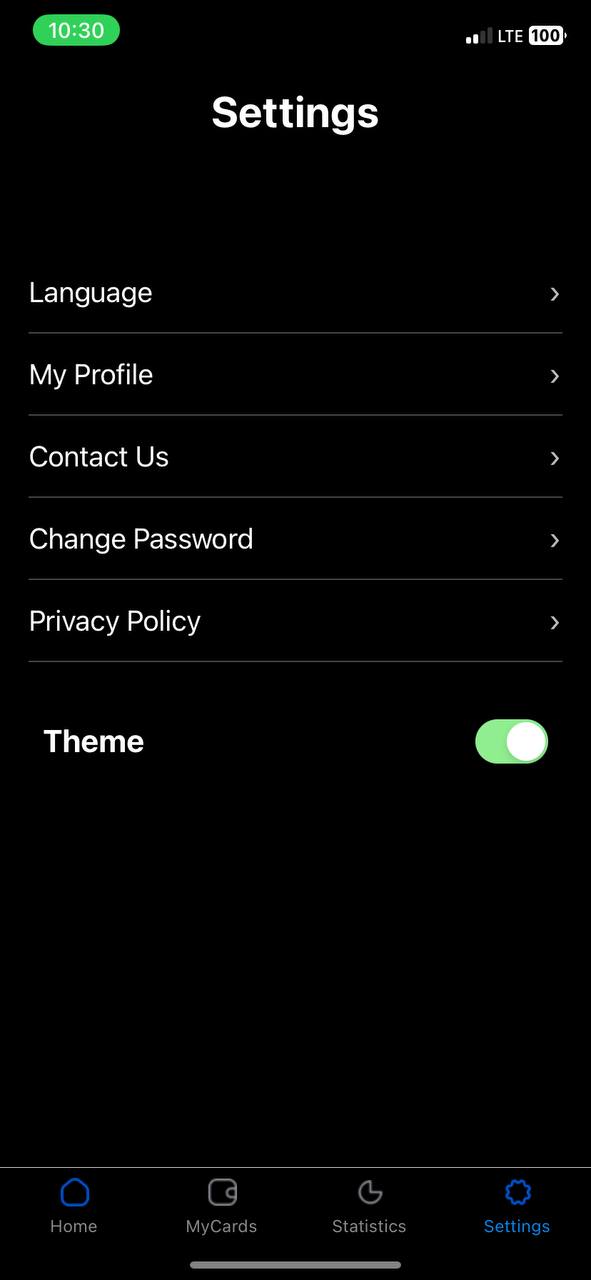 10:30
LTE 100
Settings
Language
My Profile
Contact Us
Change Password
Privacy Policy
Theme
Home
MyCards
Statistics
Settings